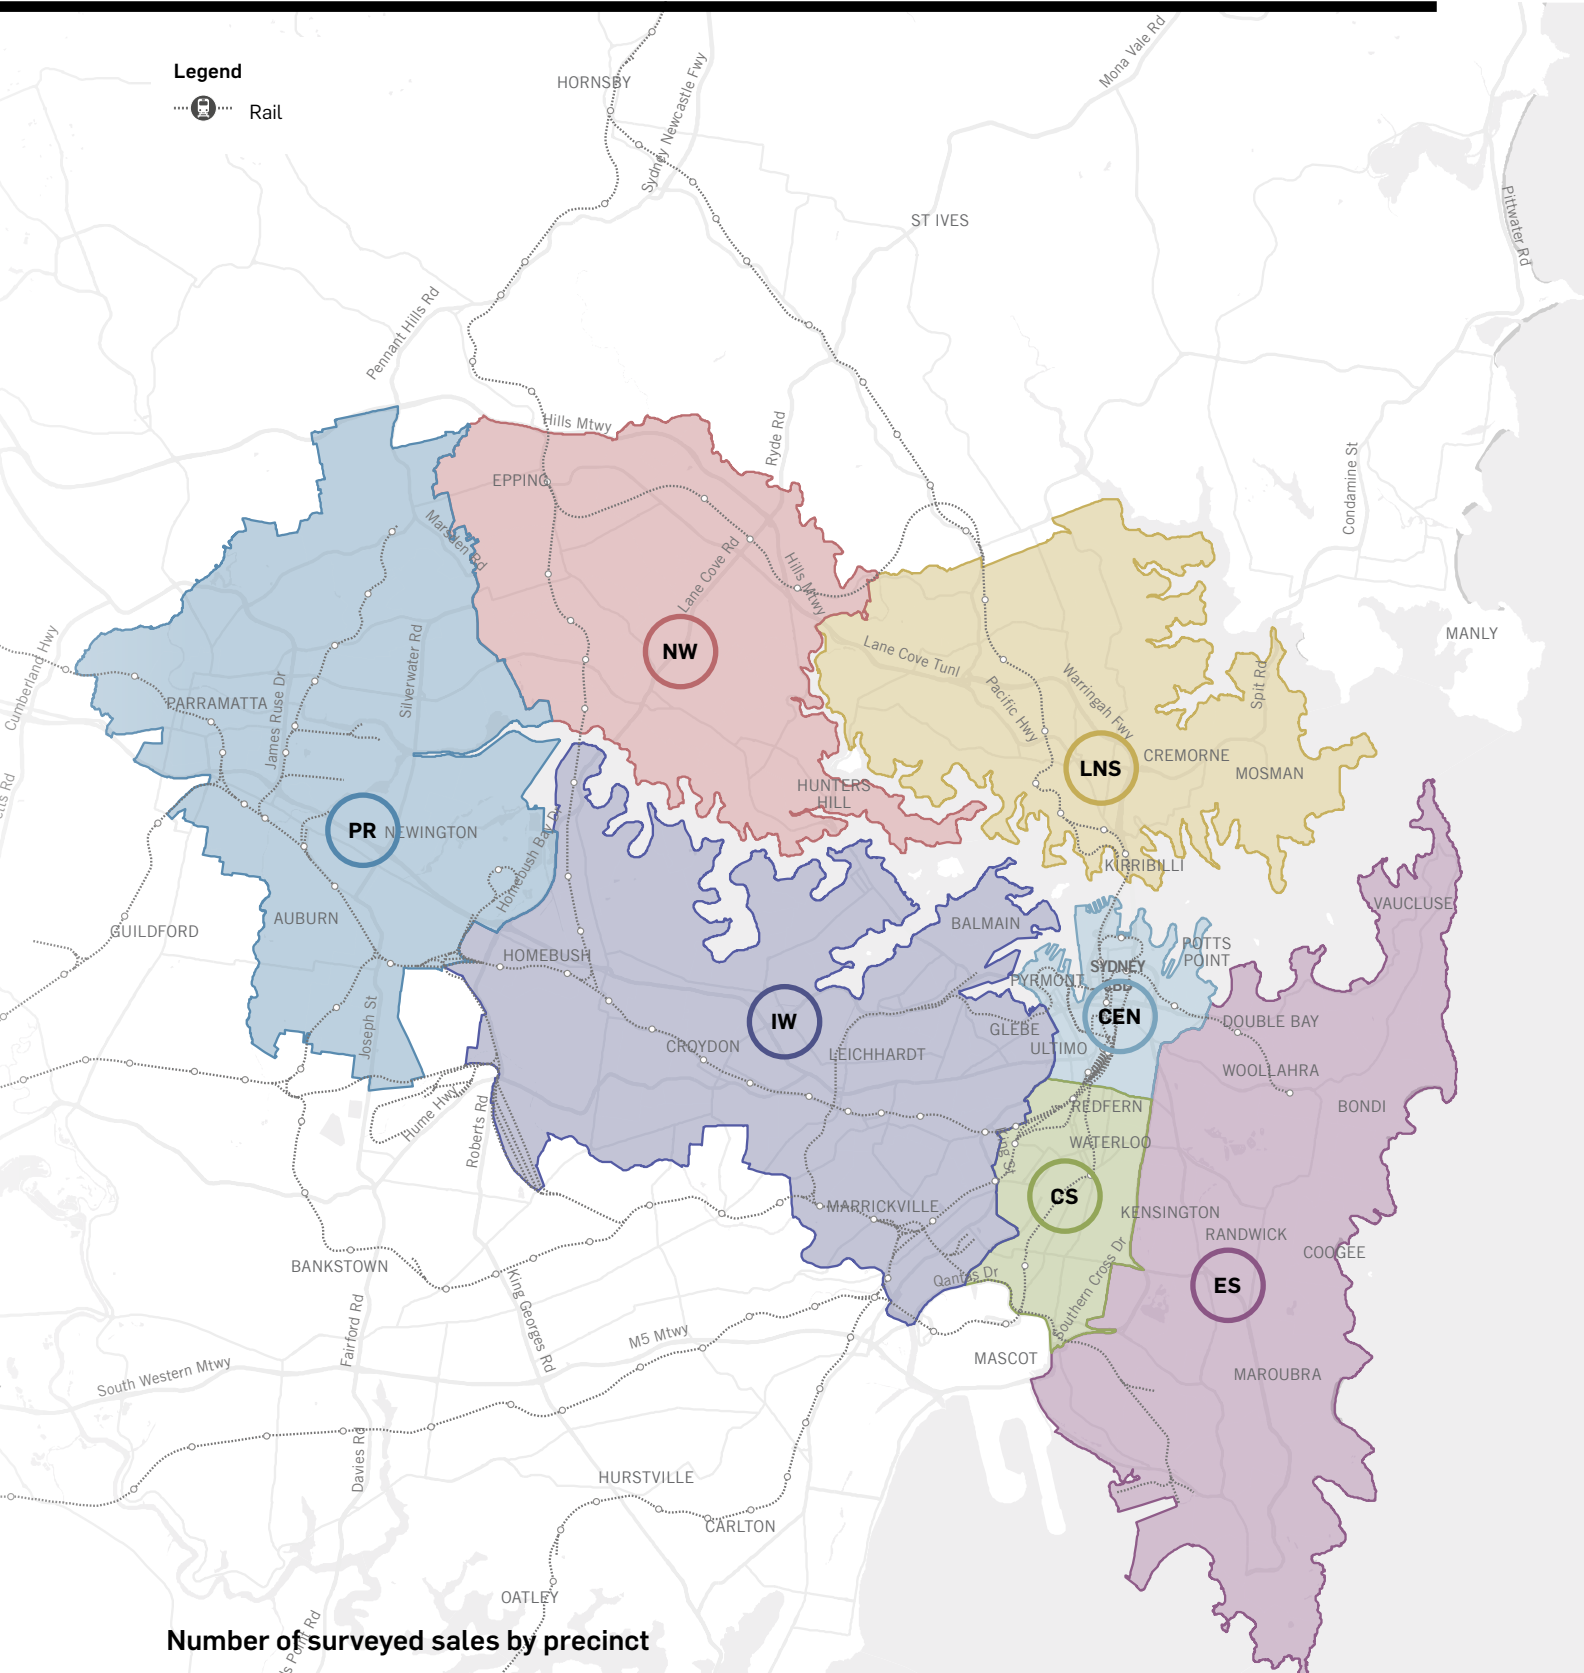 Legend
Rail
HORNSBY
Sydney Newcastle Fwy
Mona Vale Rd
Pittwater Rd
ST IVES
Pennant Hills Rd
Hills Mtwy
Ryde Rd
Condamine St
EPPING
Marsden Rd
Lane Cove Rd
Hills Mtwy
NW
MANLY
Cumberland Hwy
Silverwater Rd
Lane Cove Tunl
Pacific Hwy
Warringah Fwy
Spit Rd
PARRAMATTA
James Ruse Dr
LNS
CREMORNE
MOSMAN
HUNTERS
HILL
PR
NEWINGTON
Homebush Bay Dr
KIRRIBILLI
VAUCLUSE
AUBURN
GUILDFORD
BALMAIN
POTTS
POINT
HOMEBUSH
SYDNEY
CBD
PYRMONT
IW
CEN
GLEBE
DOUBLE BAY
Joseph St
CROYDON
LEICHHARDT
ULTIMO
WOOLLAHRA
Hume Hwy
Roberts Rd
REDFERN
BONDI
WATERLOO
CS
MARRICKVILLE
KENSINGTON
RANDWICK
COOGEE
BANKSTOWN
Qantas Dr
Southern Cross Dr
ES
King Georges Rd
Fairford Rd
M5 Mtwy
South Western Mtwy
MASCOT
MAROUBRA
Davies Rd
HURSTVILLE
CARLTON
OATLEY
Number of surveyed sales by precinct